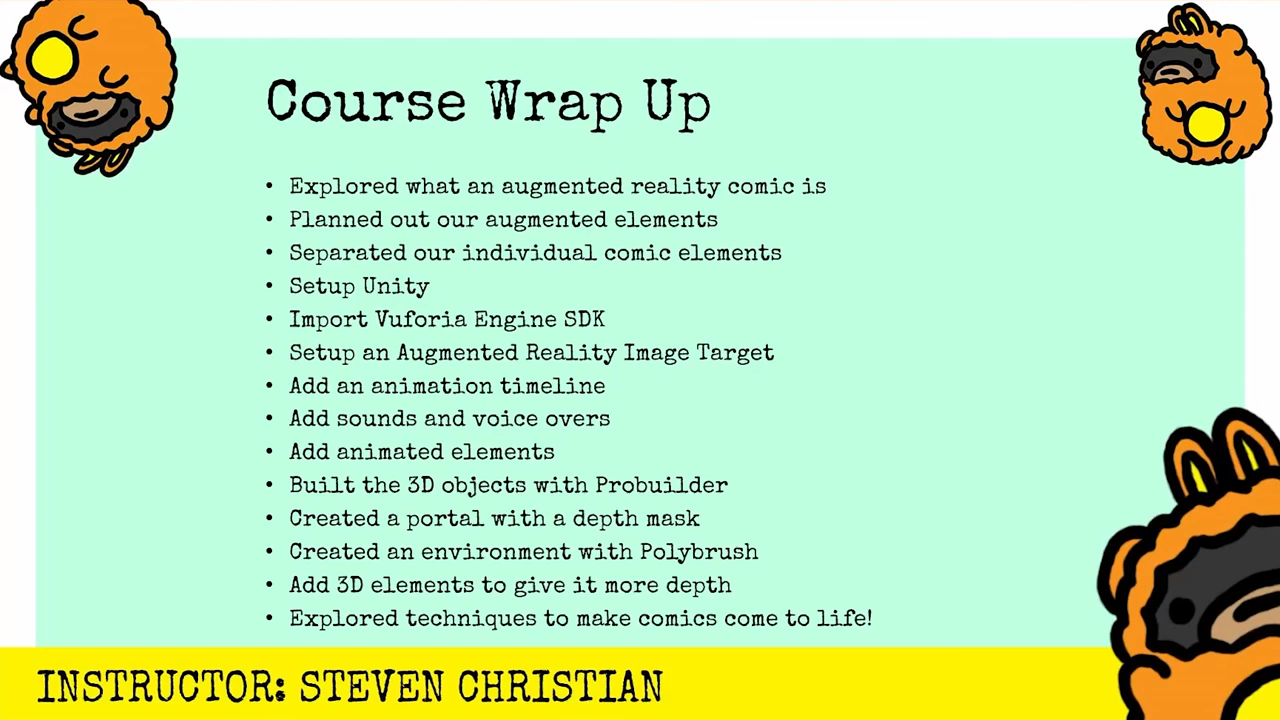 Course Wrap Up
• Explored what an augmented reality comic is
• Planned out our augmented elements
• Separated our individual comic elements
• Setup Unity
• Import Vuforia Engine SDK
• Setup an Augmented Reality Image Target
• Add an animation timeline
• Add sounds and voice overs
• Add animated elements
• Built the 3D objects with Probuilder
• Created a portal with a depth mask
• Created an environment with Polybrush
• Add 3D elements to give it more depth
• Explored techniques to make comics come to life!
INSTRUCTOR: STEVEN CHRISTIAN